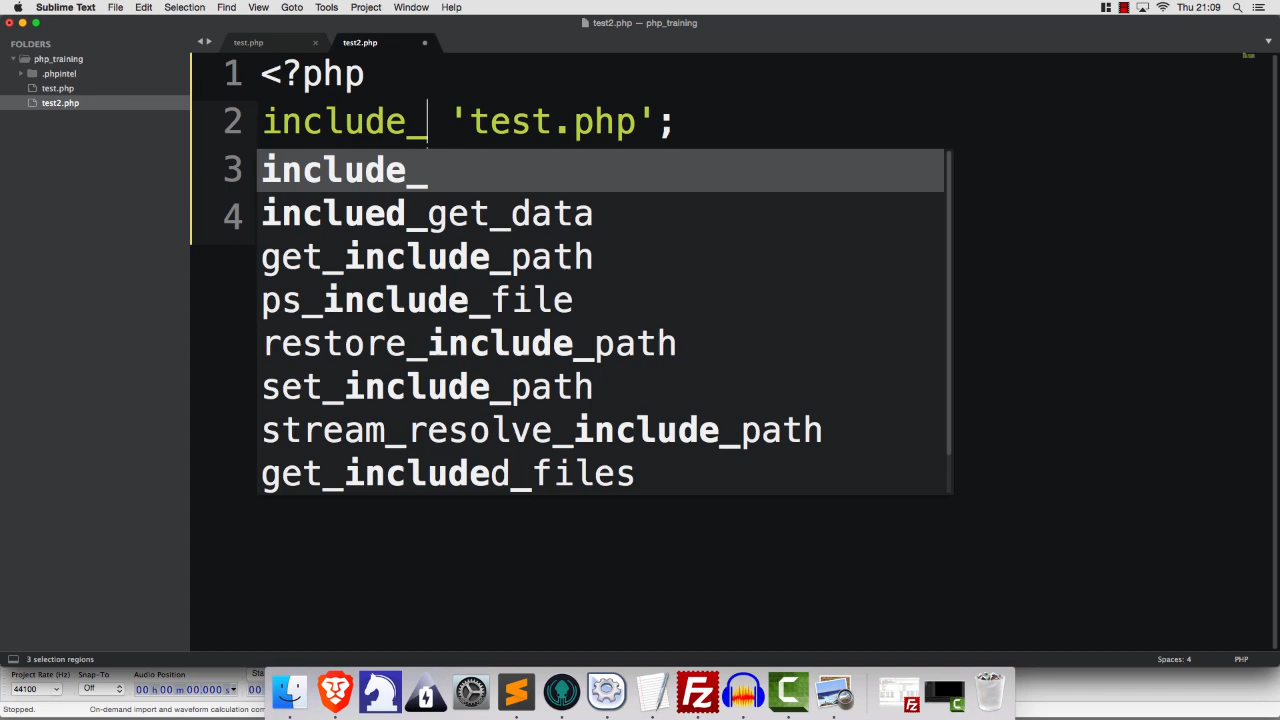 Sublime Text File Edit Selection Find View Goto Tools Project Window Help Thu 21:09
test2.php — php_training
FOLDERS
php_training
.phpintel
test.php
test2.php
test.php × test2.php
1 <?php
2 include_ 'test.php';
3
4
include_
inclued_get_data
get_include_path
ps_include_file
restore_include_path
set_include_path
stream_resolve_include_path
get_included_files
3 selection regions Spaces: 4 PHP
Project Rate (Hz) Snap-To Audio Position
44100 Off 00 h 00 m 00.000 s 00
Stopped. On-demand import and waveform calculation